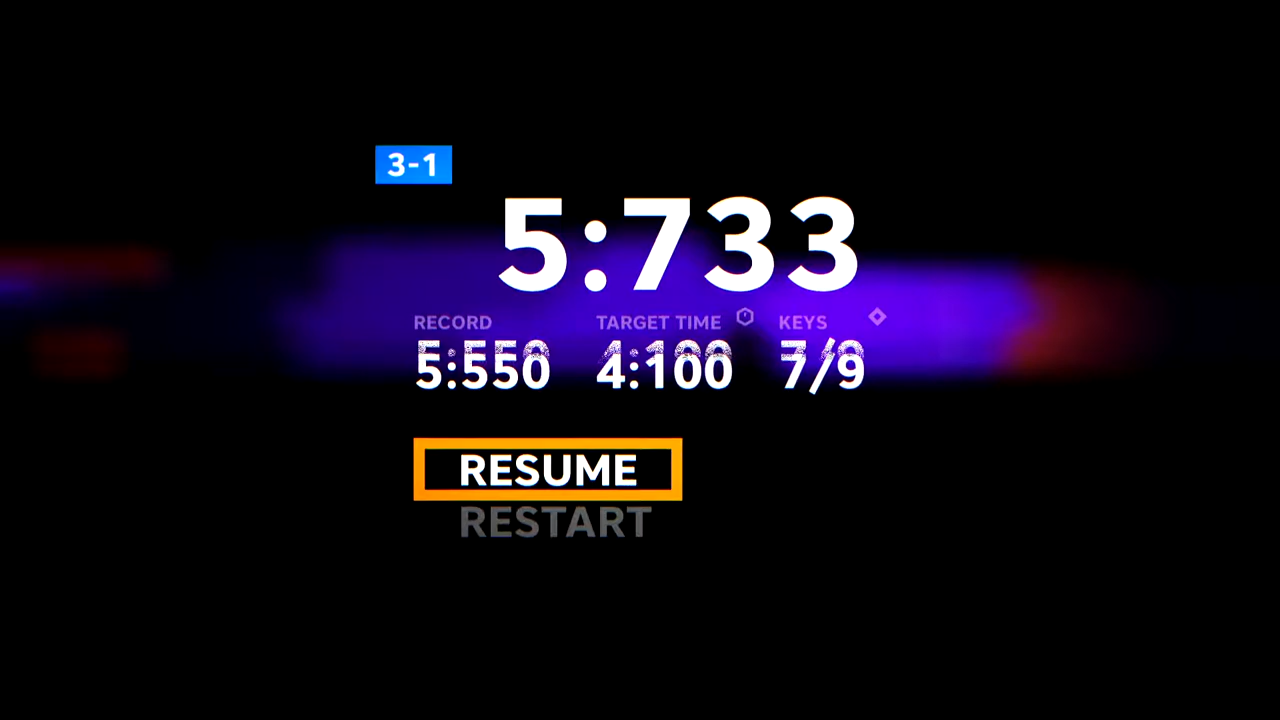 3-1
5:733
RECORD TARGET TIME KEYS
5:550 4:100 7/9
RESUME
RESTART